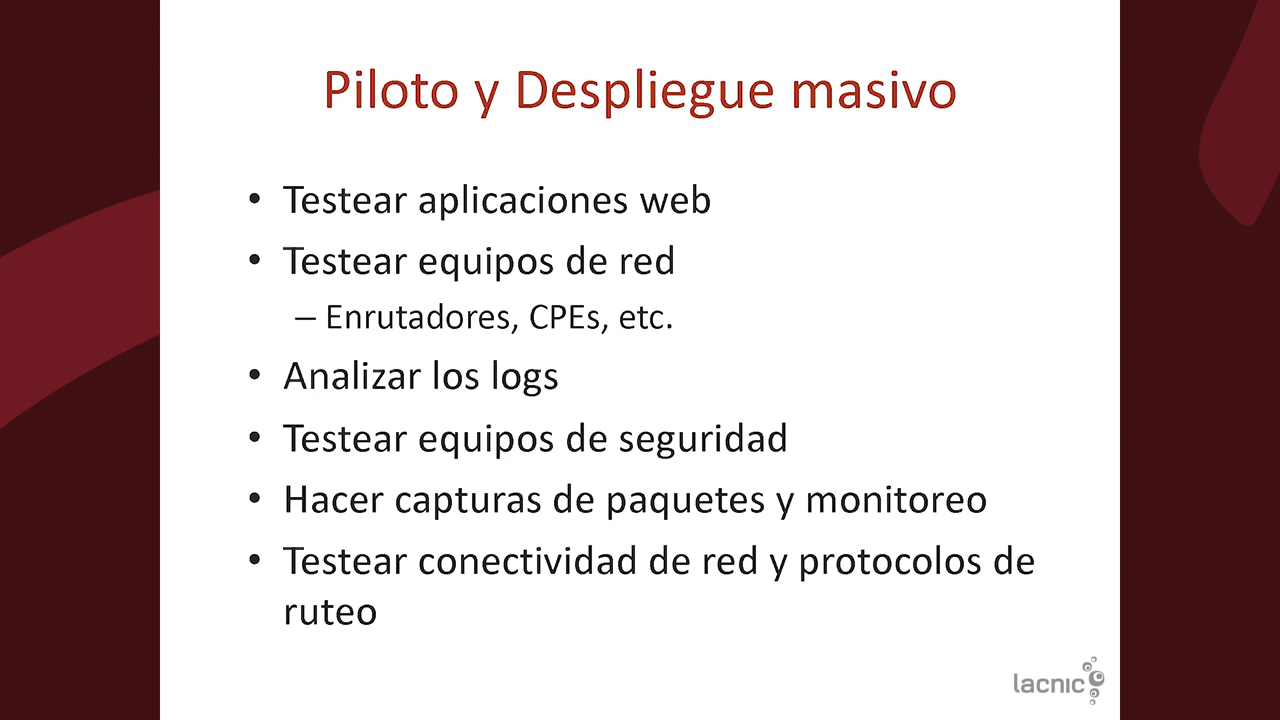 Piloto y Despliegue masivo
• Testear aplicaciones web
• Testear equipos de red
– Enrutadores, CPEs, etc.
• Analizar los logs
• Testear equipos de seguridad
• Hacer capturas de paquetes y monitoreo
• Testear conectividad de red y protocolos de
ruteo
lacnic